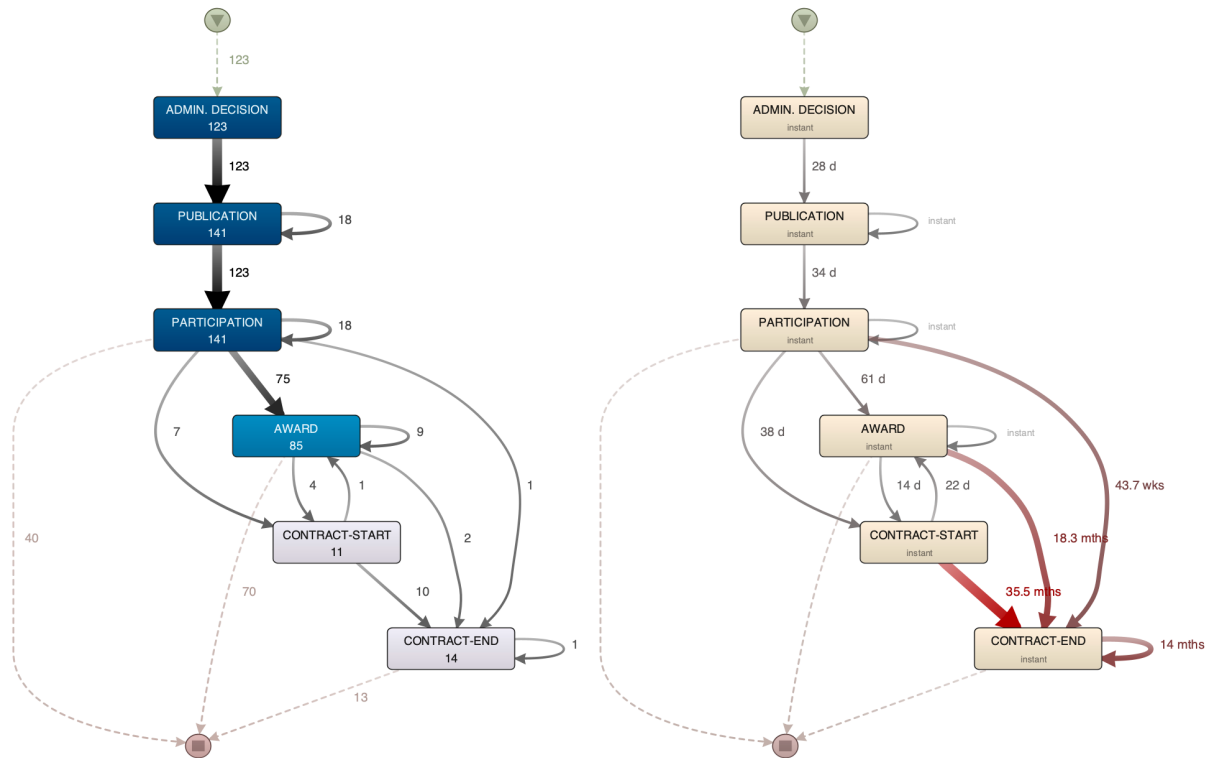 123
ADMIN. DECISION
123
123
PUBLICATION
141
18
123
PARTICIPATION
141
18
75
7
AWARD
85
9
4
1
1
CONTRACT-START
11
40
2
70
10
CONTRACT-END
14
1
13
ADMIN. DECISION
instant
28 d
PUBLICATION
instant
instant
34 d
PARTICIPATION
instant
instant
61 d
38 d
AWARD
instant
instant
14 d
22 d
43.7 wks
CONTRACT-START
instant
18.3 mths
35.5 mths
CONTRACT-END
instant
14 mths